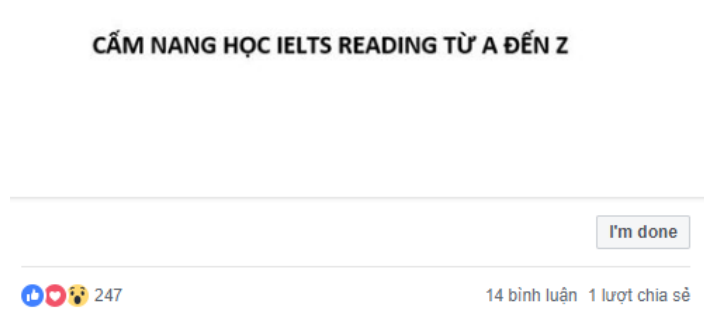 CẨM NANG HỌC IELTS READING TỪ A ĐẾN Z
I'm done
247
14 bình luận 1 lượt chia sẻ